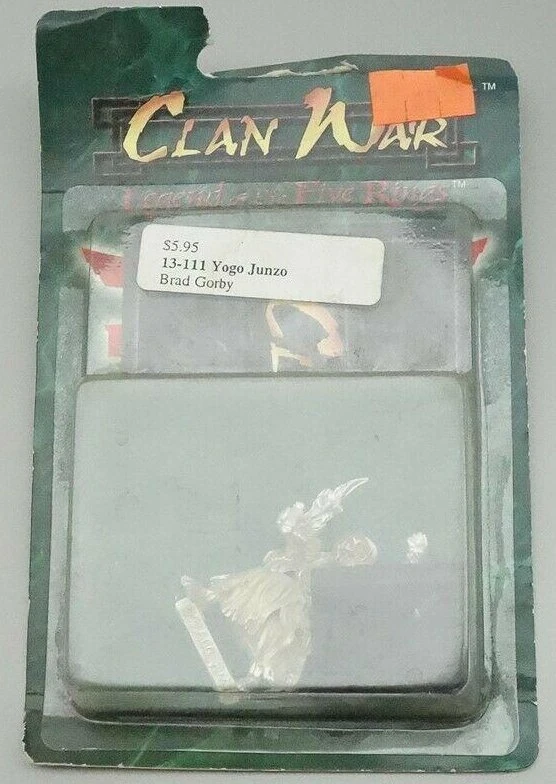 CLAN WAR
TM
Legend of the Five Rings TM
$5.95
13-111 Yogo Junzo
Brad Gorby